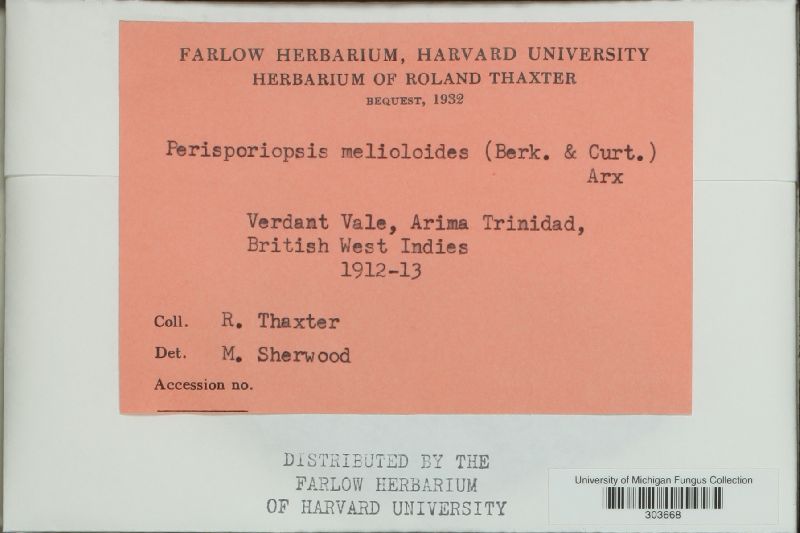 FARLOW HERBARIUM, HARVARD UNIVERSITY
HERBARIUM OF ROLAND THAXTER
BEQUEST, 1932
Perisporiopsis melioloides (Berk. & Curt.)
Arx
Verdant Vale, Arima Trinidad,
British West Indies
1912-13
Coll. R. Thaxter
Det. M. Sherwood
Accession no.
DISTRIBUTED BY THE
FARLOW HERBARIUM
OF HARVARD UNIVERSITY
University of Michigan Fungus Collection
303668